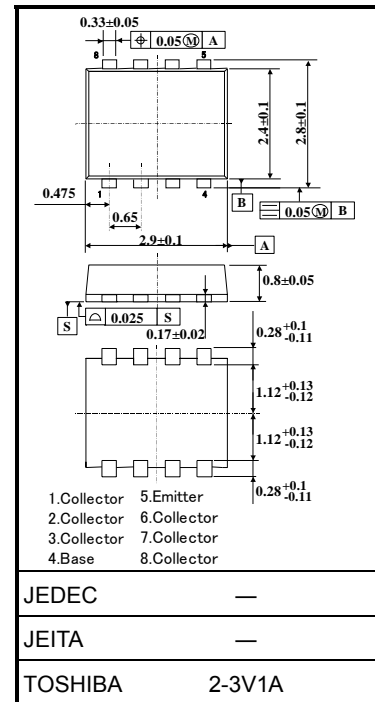 0.33±0.05
⌖ 0.05Ⓜ A
8 5
2.4±0.1
2.8±0.1
0.475
1 4
B
0.65
⌯ 0.05Ⓜ B
2.9±0.1
A
0.8±0.05
S
⌓ 0.025 S
0.17±0.02
0.28 +0.1 -0.11
1.12 +0.13 -0.12
1.12 +0.13 -0.12
0.28 +0.1 -0.11
1.Collector 5.Emitter
2.Collector 6.Collector
3.Collector 7.Collector
4.Base 8.Collector
JEDEC —
JEITA —
TOSHIBA 2-3V1A